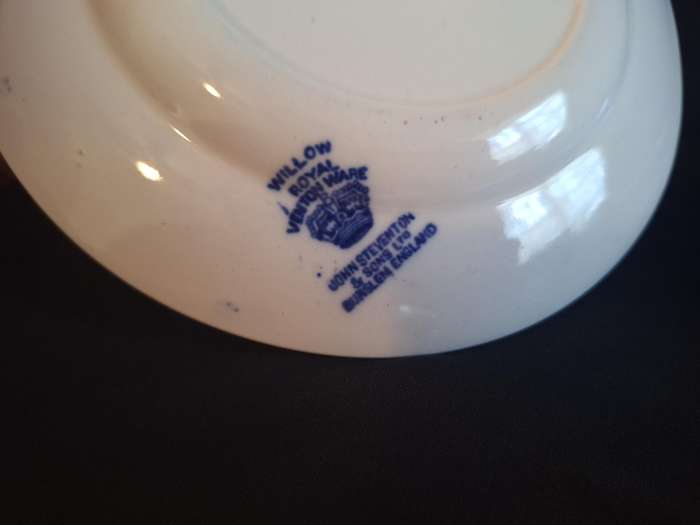 WILLOW
ROYAL
VENTON WARE
JOHN STEVENTON
& SONS LTD
BURSLEM ENGLAND